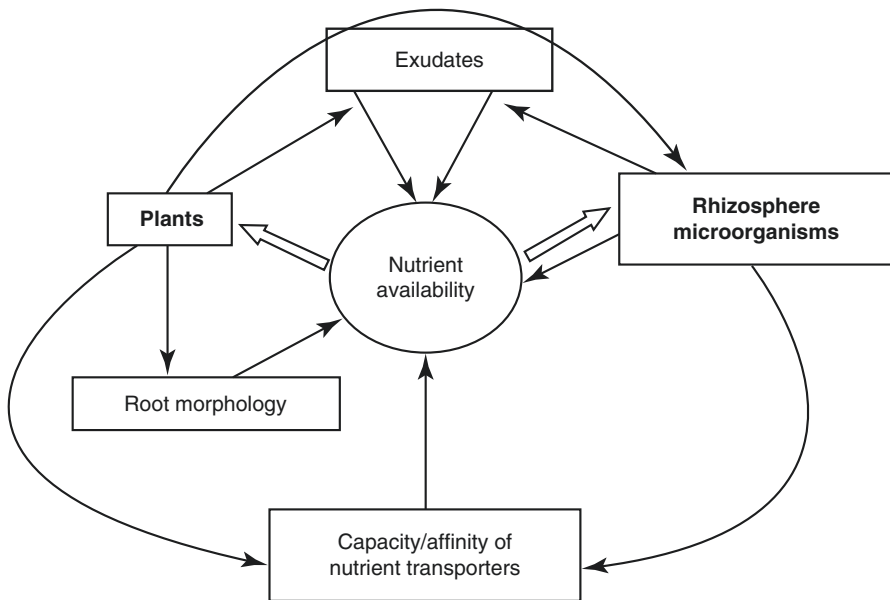 Exudates
Plants
Rhizosphere
microorganisms
Nutrient
availability
Root morphology
Capacity/affinity of
nutrient transporters